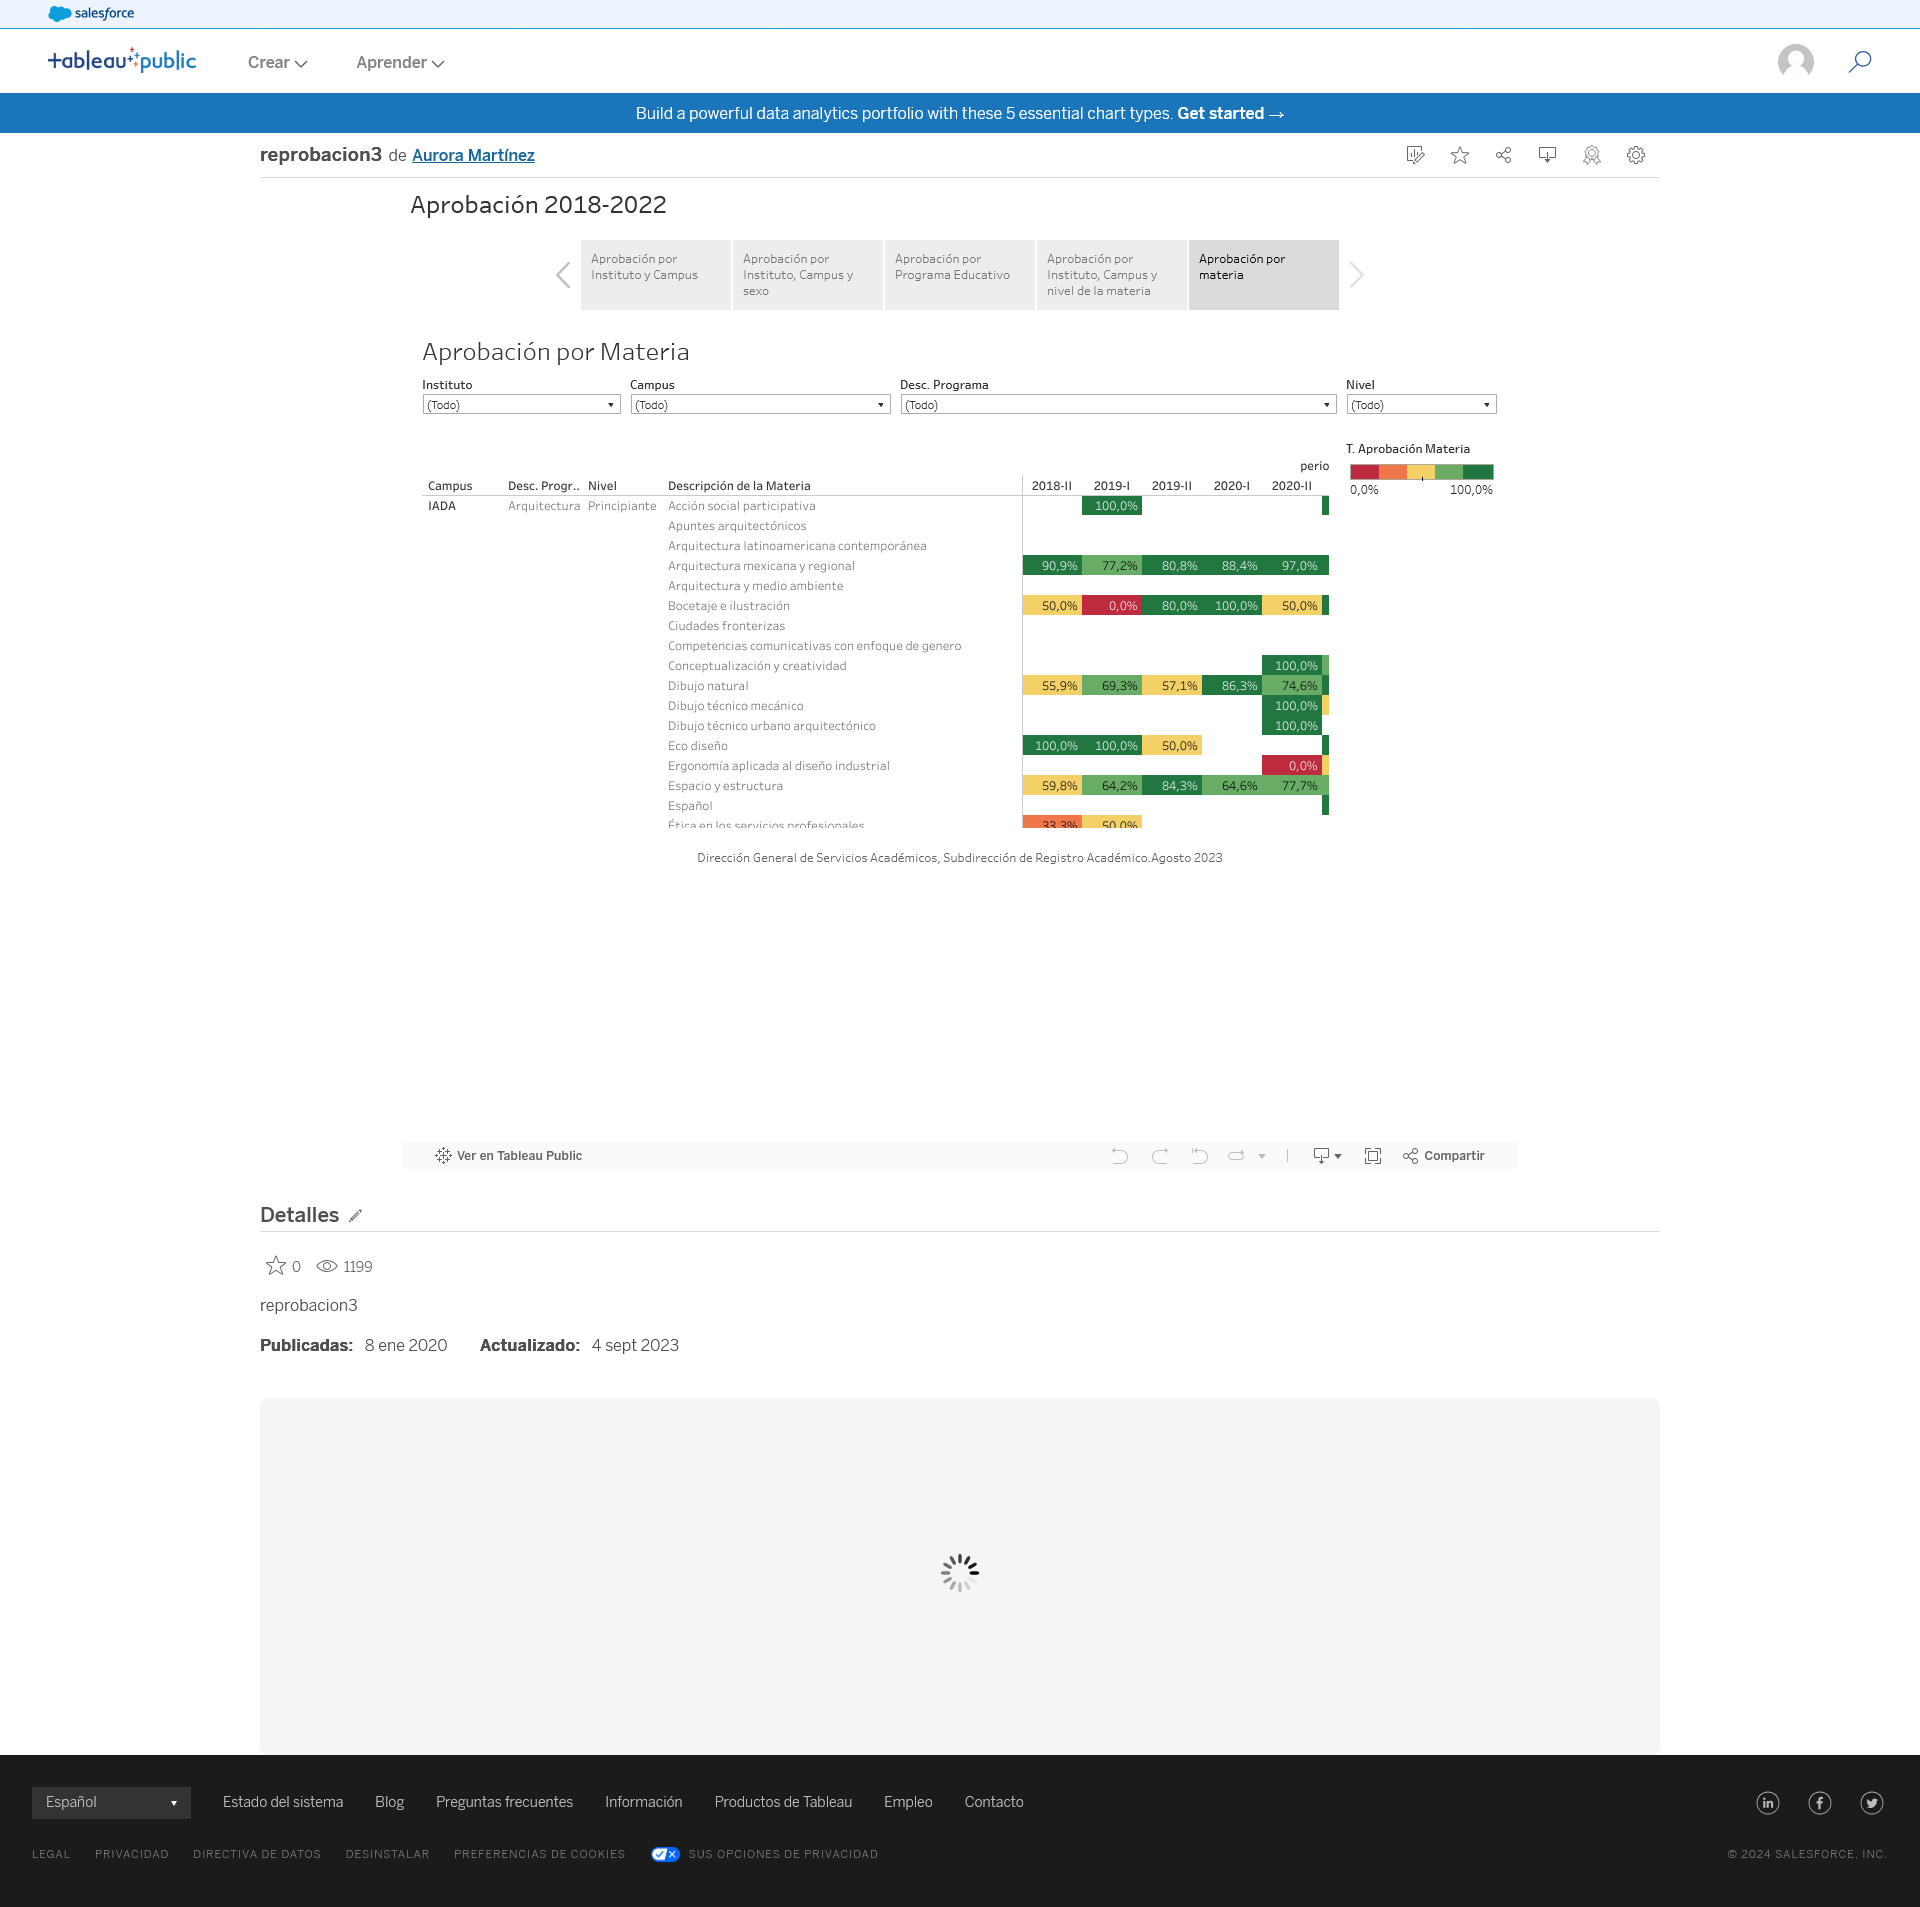 salesforce
tableau public Crear Aprender
Build a powerful data analytics portfolio with these 5 essential chart types. Get started →
reprobacion3 de Aurora Martínez
Aprobación 2018-2022
Aprobación por Instituto y Campus
Aprobación por Instituto, Campus y sexo
Aprobación por Programa Educativo
Aprobación por Instituto, Campus y nivel de la materia
Aprobación por materia
Aprobación por Materia
Instituto Campus Desc. Programa Nivel
(Todo) (Todo) (Todo) (Todo)
T. Aprobación Materia
0,0% 100,0%
perio
Campus Desc. Progr.. Nivel Descripción de la Materia 2018-II 2019-I 2019-II 2020-I 2020-II
IADA Arquitectura Principiante Acción social participativa 100,0%
Apuntes arquitectónicos
Arquitectura latinoamericana contemporánea
Arquitectura mexicana y regional 90,9% 77,2% 80,8% 88,4% 97,0%
Arquitectura y medio ambiente
Bocetaje e ilustración 50,0% 0,0% 80,0% 100,0% 50,0%
Ciudades fronterizas
Competencias comunicativas con enfoque de genero
Conceptualización y creatividad 100,0%
Dibujo natural 55,9% 69,3% 57,1% 86,3% 74,6%
Dibujo técnico mecánico 100,0%
Dibujo técnico urbano arquitectónico 100,0%
Eco diseño 100,0% 100,0% 50,0%
Ergonomía aplicada al diseño industrial 0,0%
Espacio y estructura 59,8% 64,2% 84,3% 64,6% 77,7%
Español
Ética en los servicios profesionales 33,3% 50,0%
Dirección General de Servicios Académicos, Subdirección de Registro Académico.Agosto 2023
Ver en Tableau Public Compartir
Detalles
0 1199
reprobacion3
Publicadas: 8 ene 2020 Actualizado: 4 sept 2023
Español Estado del sistema Blog Preguntas frecuentes Información Productos de Tableau Empleo Contacto
LEGAL PRIVACIDAD DIRECTIVA DE DATOS DESINSTALAR PREFERENCIAS DE COOKIES SUS OPCIONES DE PRIVACIDAD © 2024 SALESFORCE, INC.